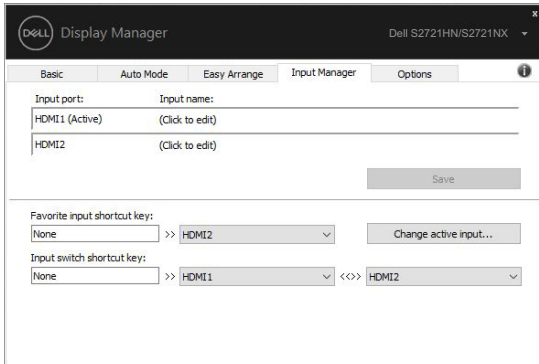 x
DELL Display Manager Dell S2721HN/S2721NX
Basic Auto Mode Easy Arrange Input Manager Options i
Input port: Input name:
HDMI1 (Active) (Click to edit)
HDMI2 (Click to edit)
Save
Favorite input shortcut key:
None >> HDMI2 Change active input...
Input switch shortcut key:
None >> HDMI1 <<>> HDMI2